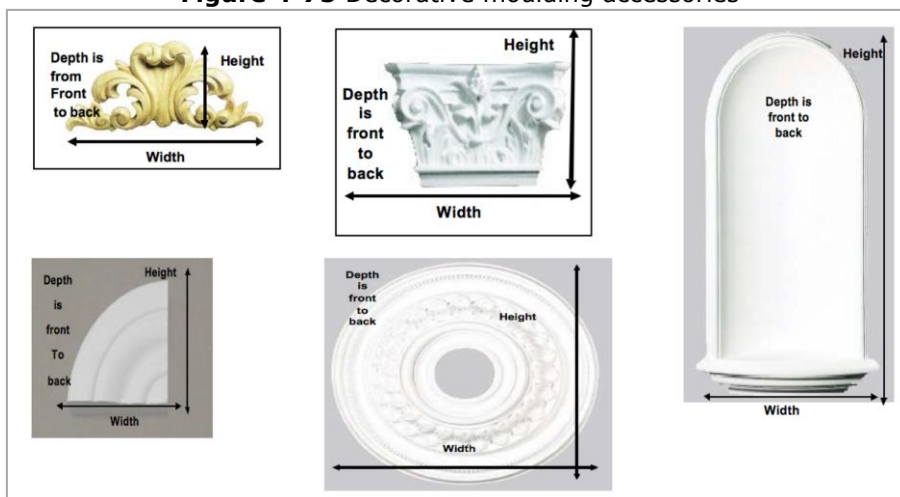 Figure 4-73 Decorative moulding accessories
Depth is
from
Front
to back
Height
Width
Height
Depth
is
front
to
back
Width
Height
Depth is
front to
back
Width
Depth
is
front
To
back
Height
Width
Depth
is
front
to
back
Height
Width